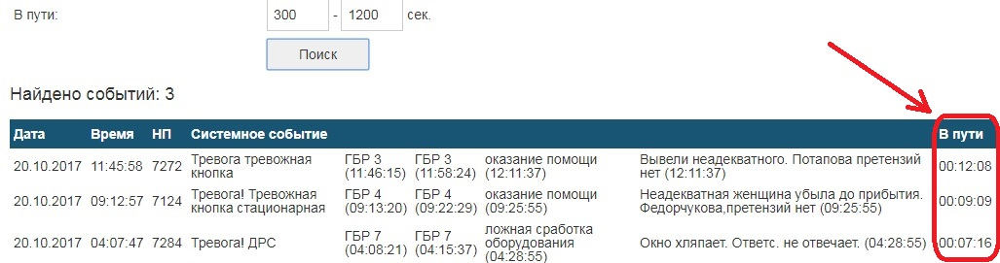 В пути: 300 - 1200 сек.
Поиск
Найдено событий: 3
Дата Время НП Системное событие В пути
20.10.2017 11:45:58 7272 Тревога тревожная кнопка ГБР 3 (11:46:15) ГБР 3 (11:58:24) оказание помощи (12:11:37) Вывели неадекватного. Потапова претензий нет (12:11:37) 00:12:08
20.10.2017 09:12:57 7124 Тревога! Тревожная кнопка стационарная ГБР 4 (09:13:20) ГБР 4 (09:22:29) оказание помощи (09:25:55) Неадекватная женщина убыла до прибытия. Федорчукова,претензий нет (09:25:55) 00:09:09
20.10.2017 04:07:47 7284 Тревога! ДРС ГБР 7 (04:08:21) ГБР 7 (04:15:37) ложная сработка оборудования (04:28:55) Окно хляпает. Ответс. не отвечает. (04:28:55) 00:07:16